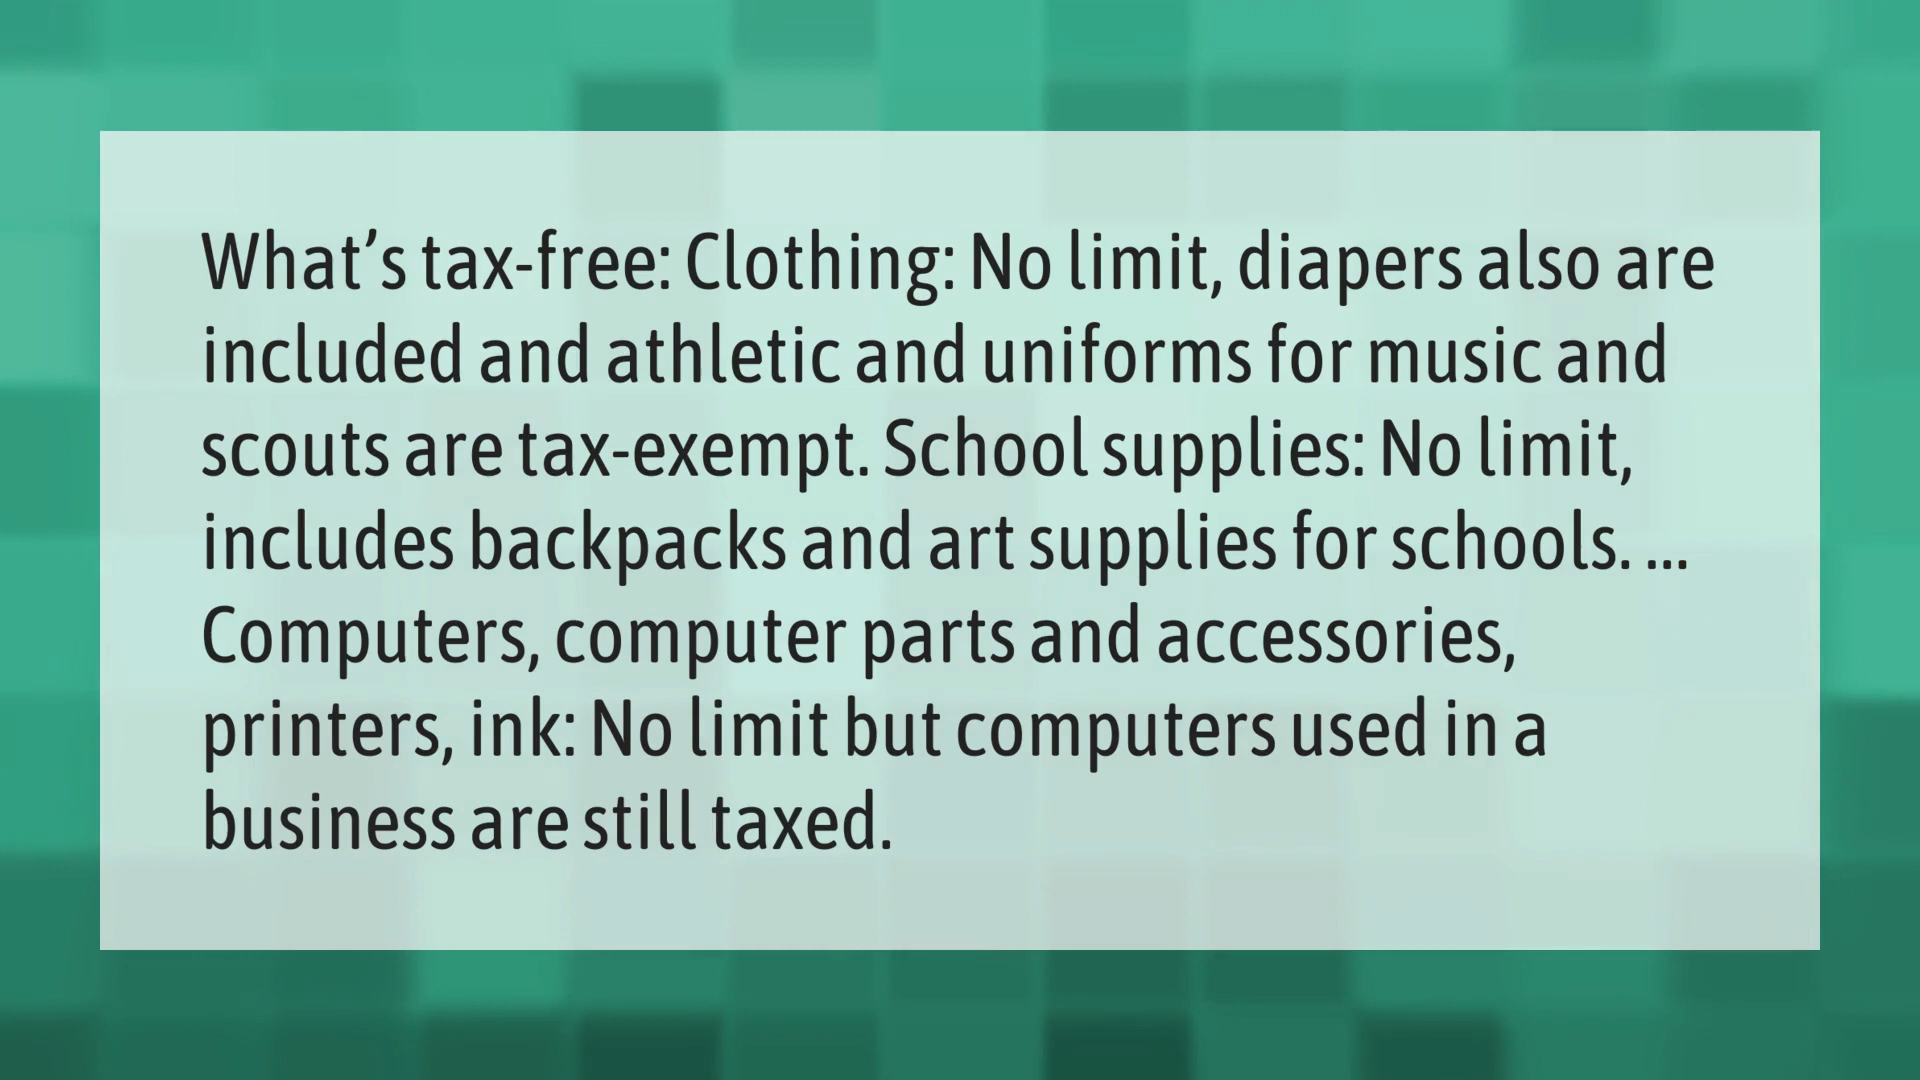 What’s tax-free: Clothing: No limit, diapers also are
included and athletic and uniforms for music and
scouts are tax-exempt. School supplies: No limit,
includes backpacks and art supplies for schools. ...
Computers, computer parts and accessories,
printers, ink: No limit but computers used in a
business are still taxed.